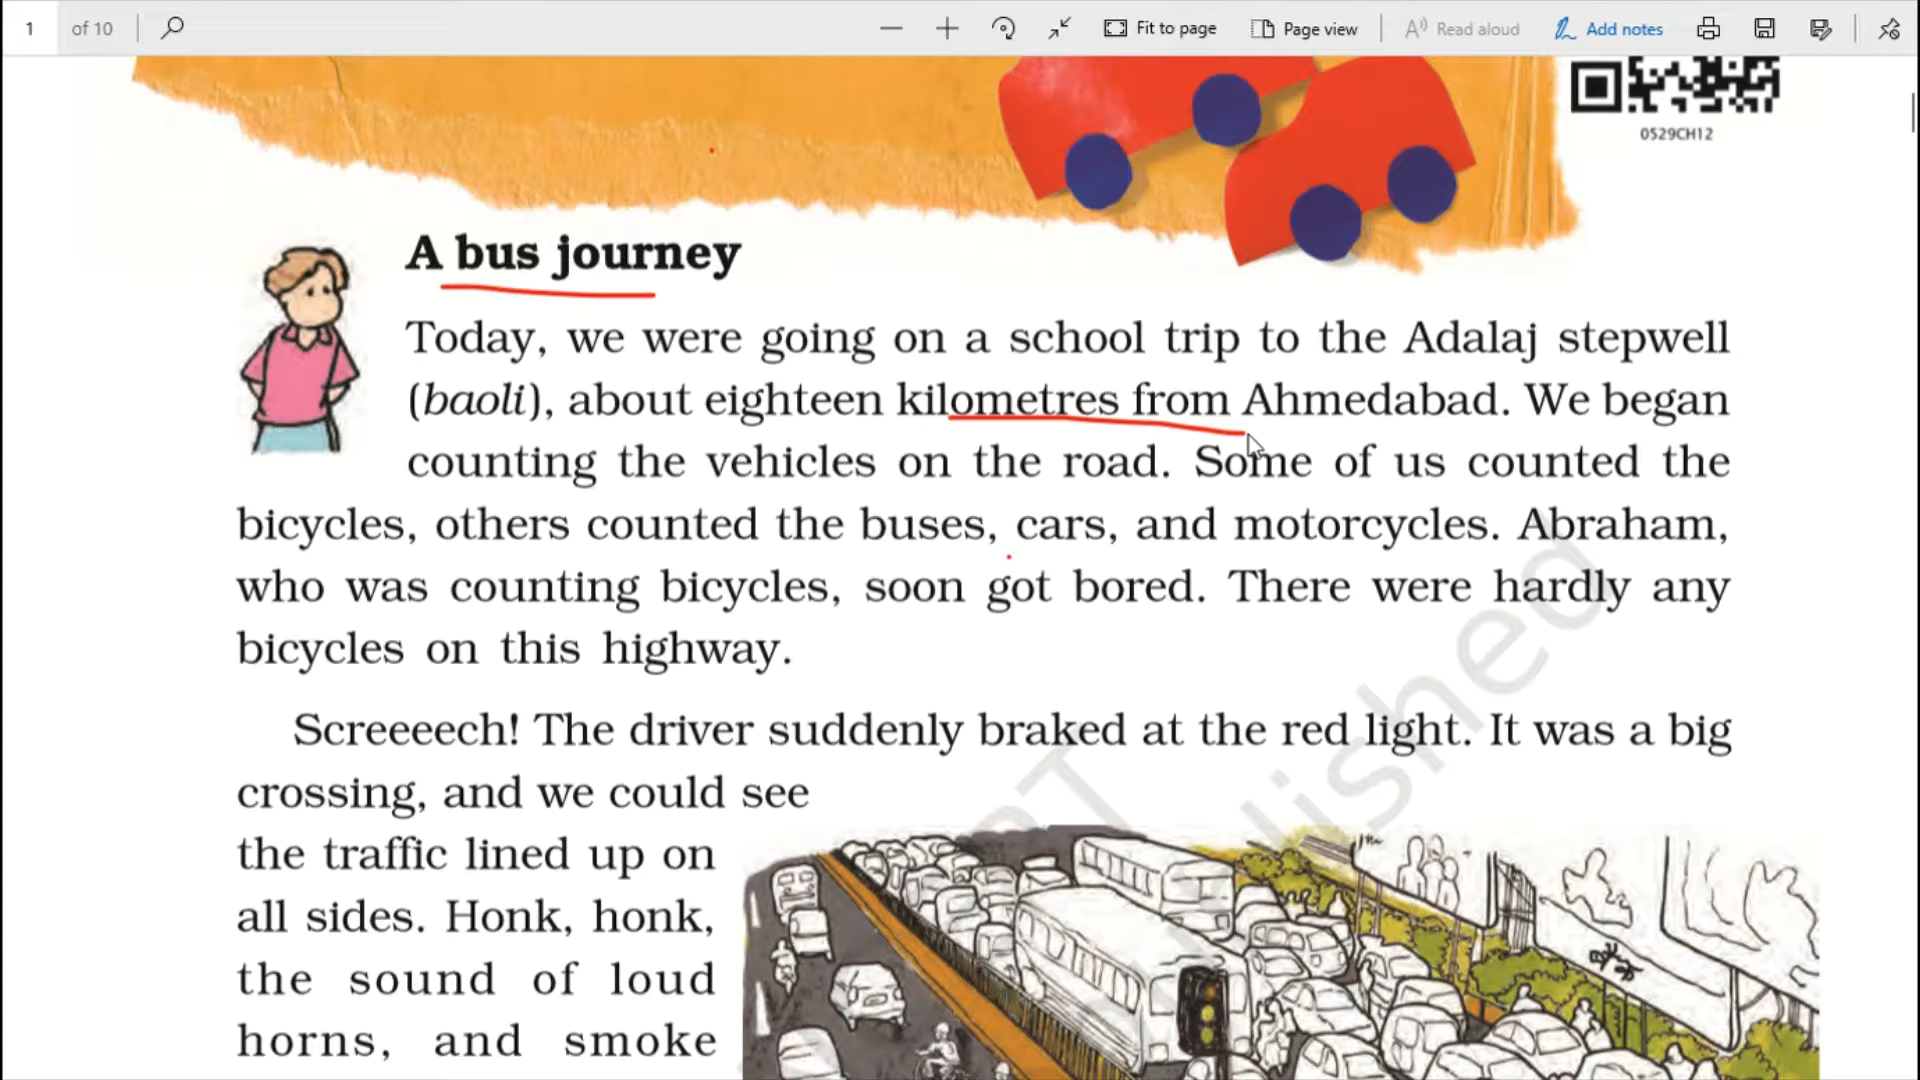 1 of 10 Fit to page Page view Read aloud Add notes
0529CH12
A bus journey
Today, we were going on a school trip to the Adalaj stepwell
(baoli), about eighteen kilometres from Ahmedabad. We began
counting the vehicles on the road. Some of us counted the
bicycles, others counted the buses, cars, and motorcycles. Abraham,
who was counting bicycles, soon got bored. There were hardly any
bicycles on this highway.
Screeeech! The driver suddenly braked at the red light. It was a big
crossing, and we could see
the traffic lined up on
all sides. Honk, honk,
the sound of loud
horns, and smoke